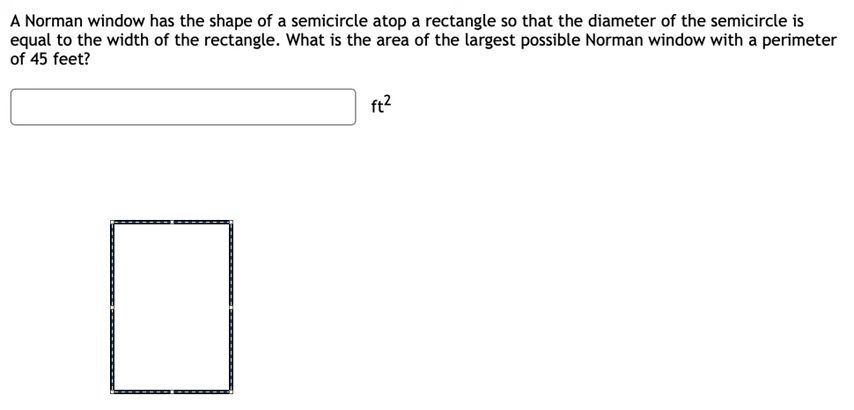 A Norman window has the shape of a semicircle atop a rectangle so that the diameter of the semicircle is
equal to the width of the rectangle. What is the area of the largest possible Norman window with a perimeter
of 45 feet?
ft²